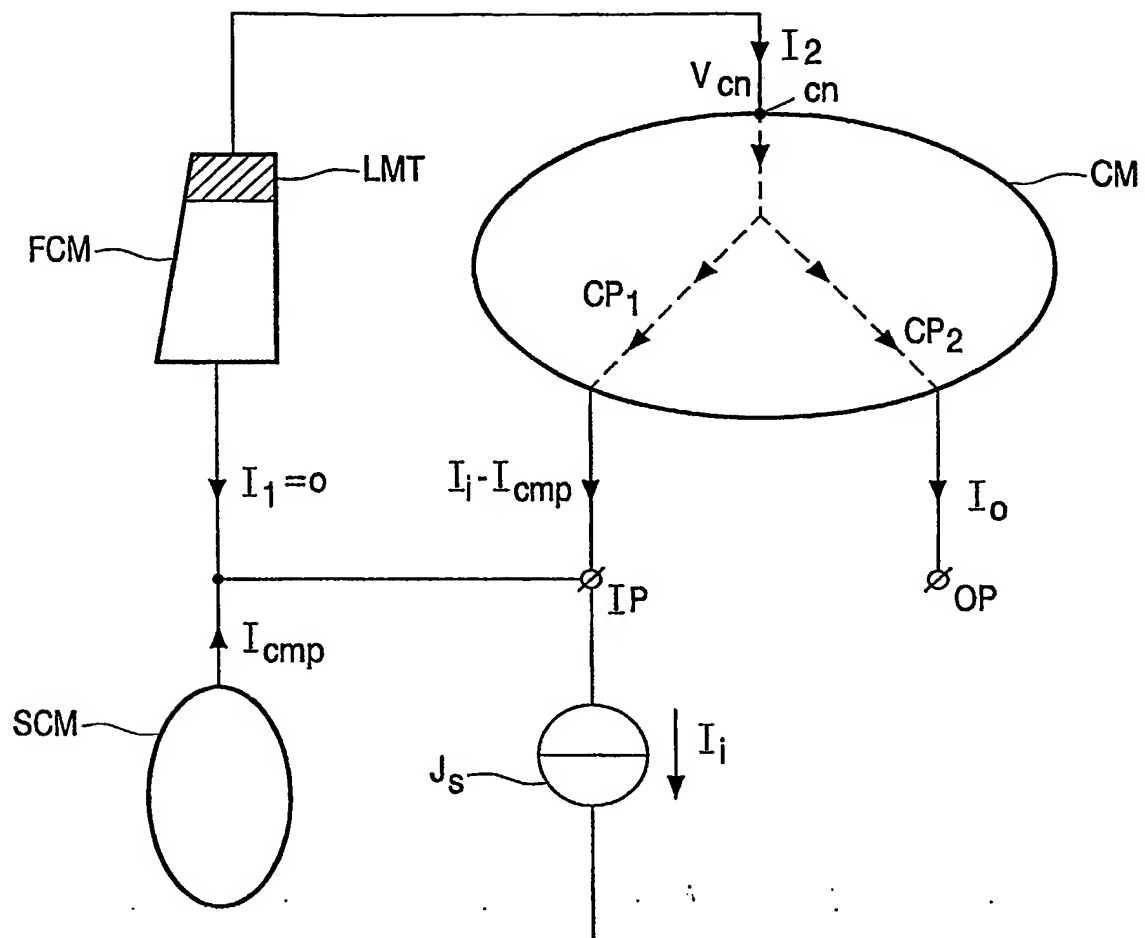 I2
Vcn
cn
LMT
CM
FCM
CP1
CP2
I1 =o
Ii - Icmp
Io
IP
OP
Icmp
SCM
Js
Ii